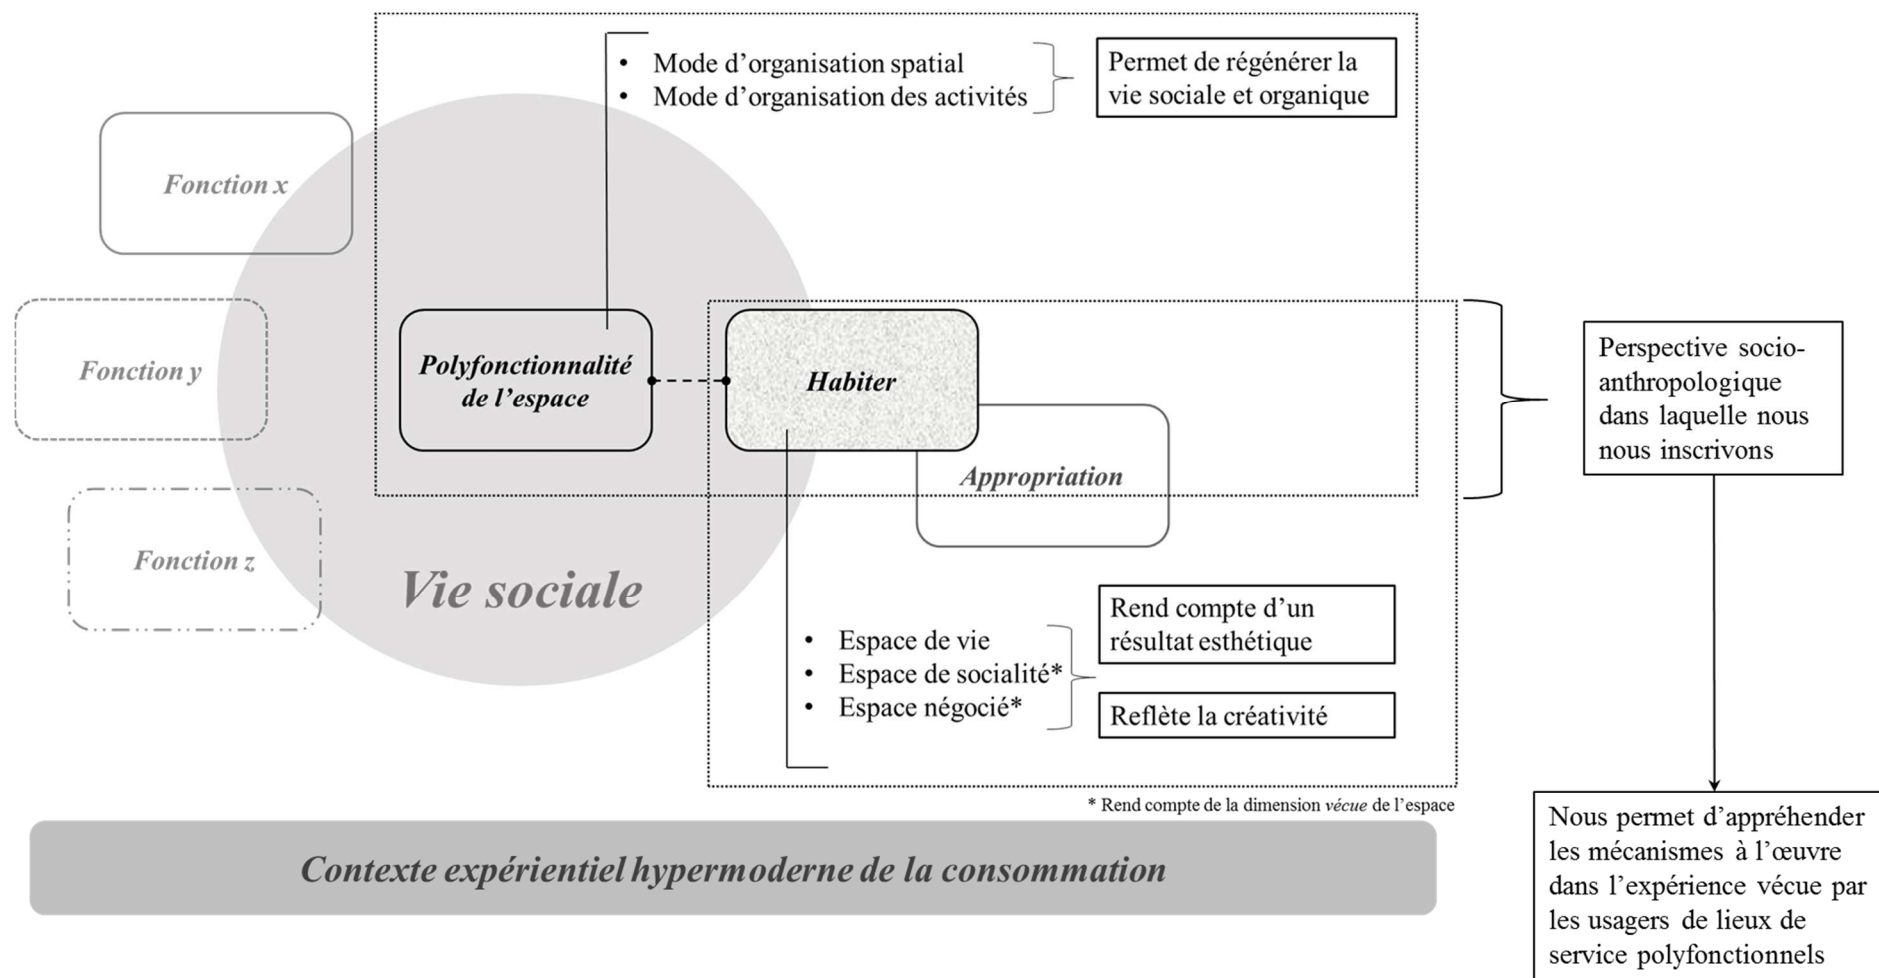 • Mode d’organisation spatial
• Mode d’organisation des activités
Permet de régénérer la
vie sociale et organique
Fonction x
Fonction y
Fonction z
Polyfonctionnalité
de l’espace
Habiter
Appropriation
Vie sociale
Perspective socio-
anthropologique
dans laquelle nous
nous inscrivons
• Espace de vie
• Espace de socialité*
• Espace négocié*
Rend compte d’un
résultat esthétique
Reflète la créativité
* Rend compte de la dimension vécue de l’espace
Contexte expérientiel hypermoderne de la consommation
Nous permet d’appréhender
les mécanismes à l’œuvre
dans l’expérience vécue par
les usagers de lieux de
service polyfonctionnels